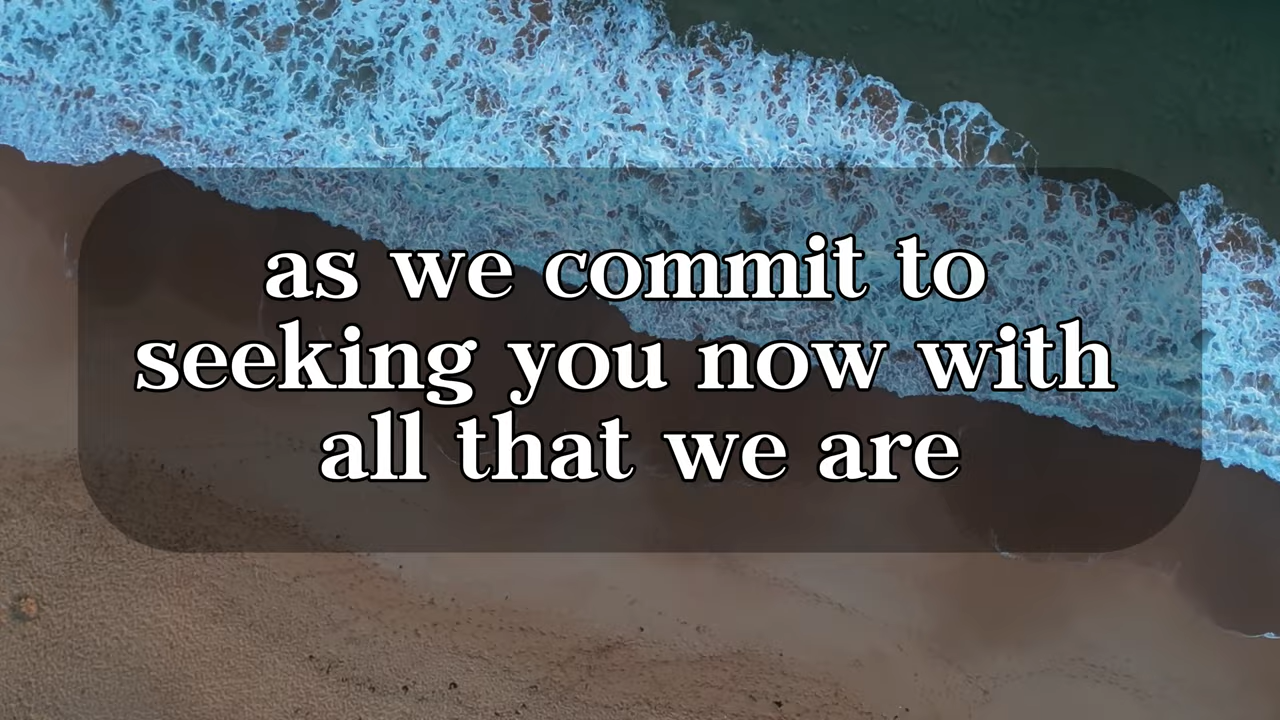 as we commit to
seeking you now with
all that we are